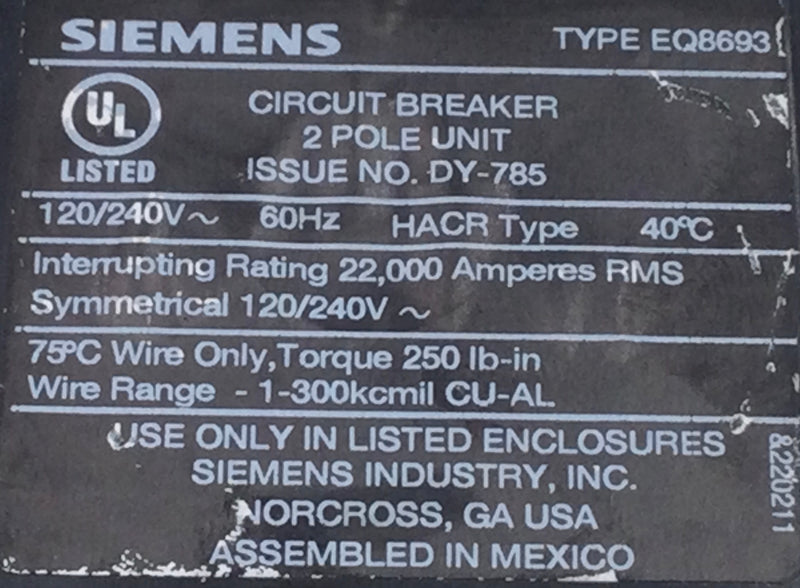 SIEMENS TYPE EQ8693
UL
LISTED
CIRCUIT BREAKER
2 POLE UNIT
ISSUE NO. DY-785
120/240V~ 60Hz HACR Type 40ºC
Interrupting Rating 22,000 Amperes RMS
Symmetrical 120/240V ~
75ºC Wire Only,Torque 250 lb-in
Wire Range - 1-300kcmil CU-AL
USE ONLY IN LISTED ENCLOSURES
SIEMENS INDUSTRY, INC.
NORCROSS, GA USA
ASSEMBLED IN MEXICO
8220211